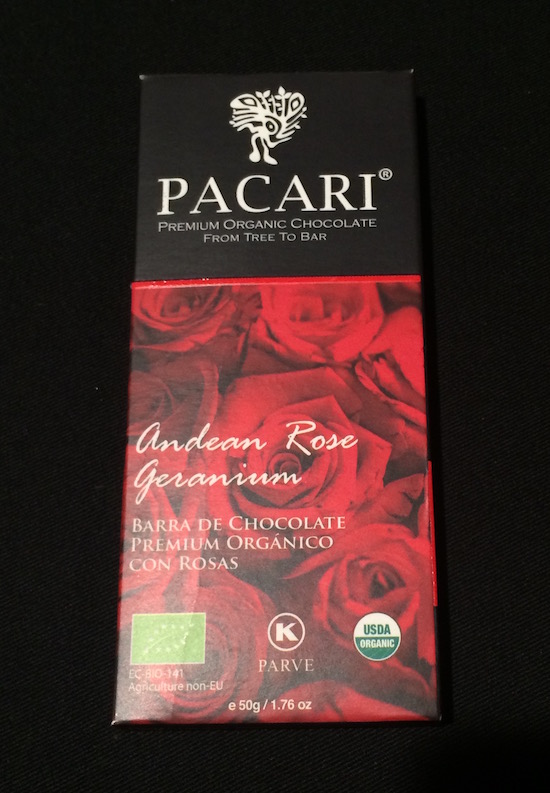 PACARI®
PREMIUM ORGANIC CHOCOLATE
FROM TREE TO BAR
Andean Rose
Geranium
BARRA DE CHOCOLATE
PREMIUM ORGÁNICO
CON ROSAS
K
PARVE
USDA
ORGANIC
EC-BIO-141
Agriculture non-EU
e 50g / 1.76 oz